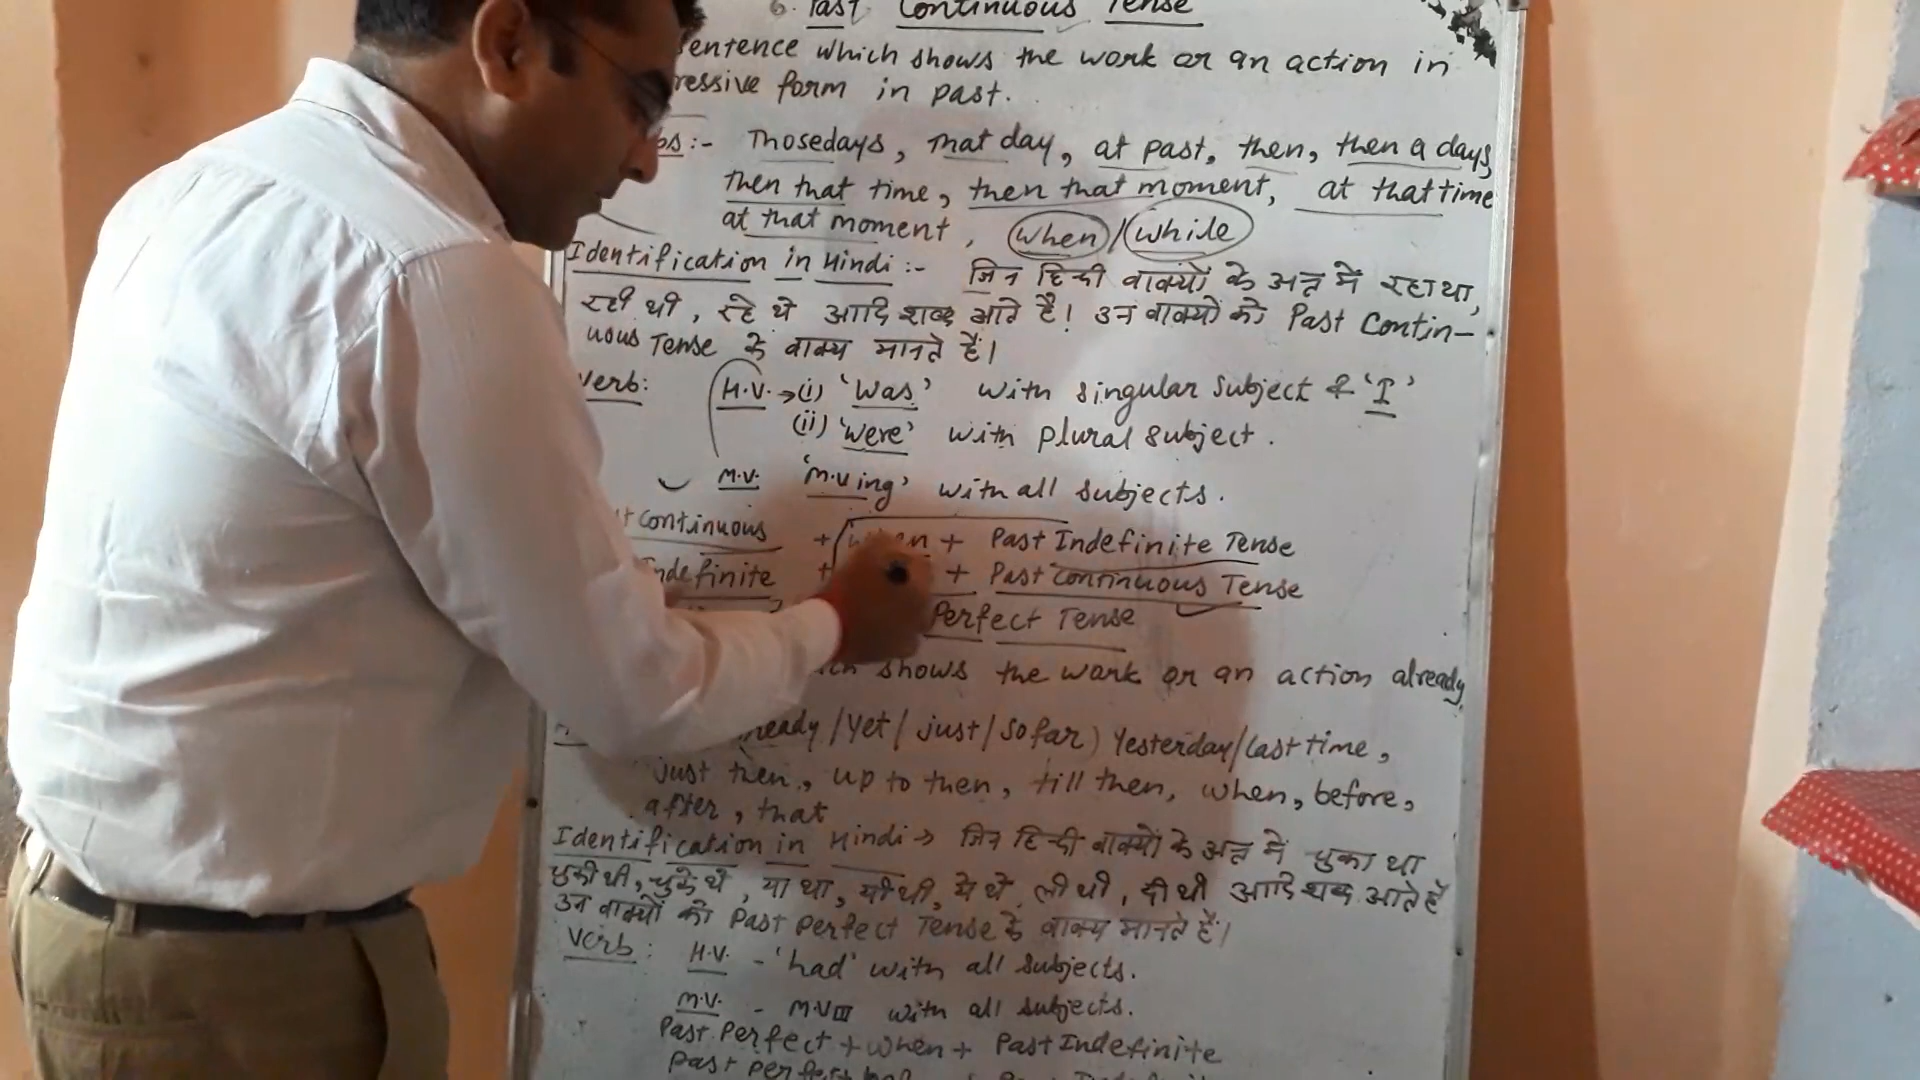 6. Past Continuous Tense
sentence which shows the work or an action in
ressive form in past.
bs :- Thosedays, That day, at past, then, then a days,
then that time, then that moment, at that time
at that moment, when / while
Identification in Hindi :- जिन हिन्दी वाक्यों के अन्त में रहा था,
रही थी, रहे थे आदि शब्द आते है। उन वाक्यों को Past Contin-
uous Tense के वाक्य मानते हैं।
Verb: H.V. → (i) 'Was' with singular subject & 'I'
(ii) 'Were' with plural subject.
M.V. 'M.V ing' with all subjects.
t Continuous + when + Past Indefinite Tense
Indefinite + + Past Continuous Tense
Perfect Tense
shows the work or an action already
ready / Yet / just / so far) Yesterday / Last time,
just then, up to then, till then, when, before,
after, that
Identification in Hindi → जिन हिन्दी वाक्यों के अन्त में चुका था
चुकी थी, चुके थे, या था, यी थी, ये थे, ली थी, दी थी आदि शब्द आते हैं
उन वाक्यों को Past Perfect Tense के वाक्य मानते हैं।
Verb : H.V. - 'had' with all subjects.
M.V. - M.V III with all subjects.
Past Perfect + when + Past Indefinite